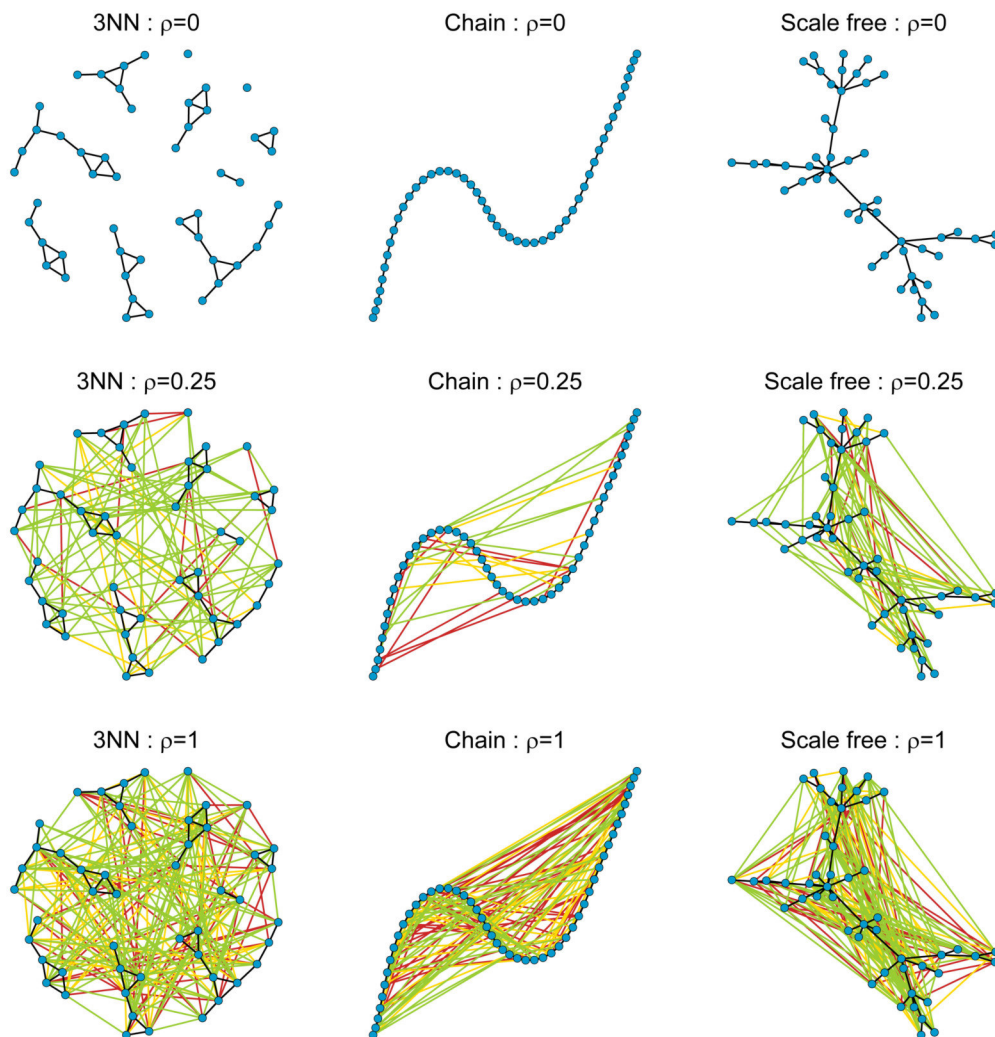 3NN : ρ=0
Chain : ρ=0
Scale free : ρ=0
3NN : ρ=0.25
Chain : ρ=0.25
Scale free : ρ=0.25
3NN : ρ=1
Chain : ρ=1
Scale free : ρ=1